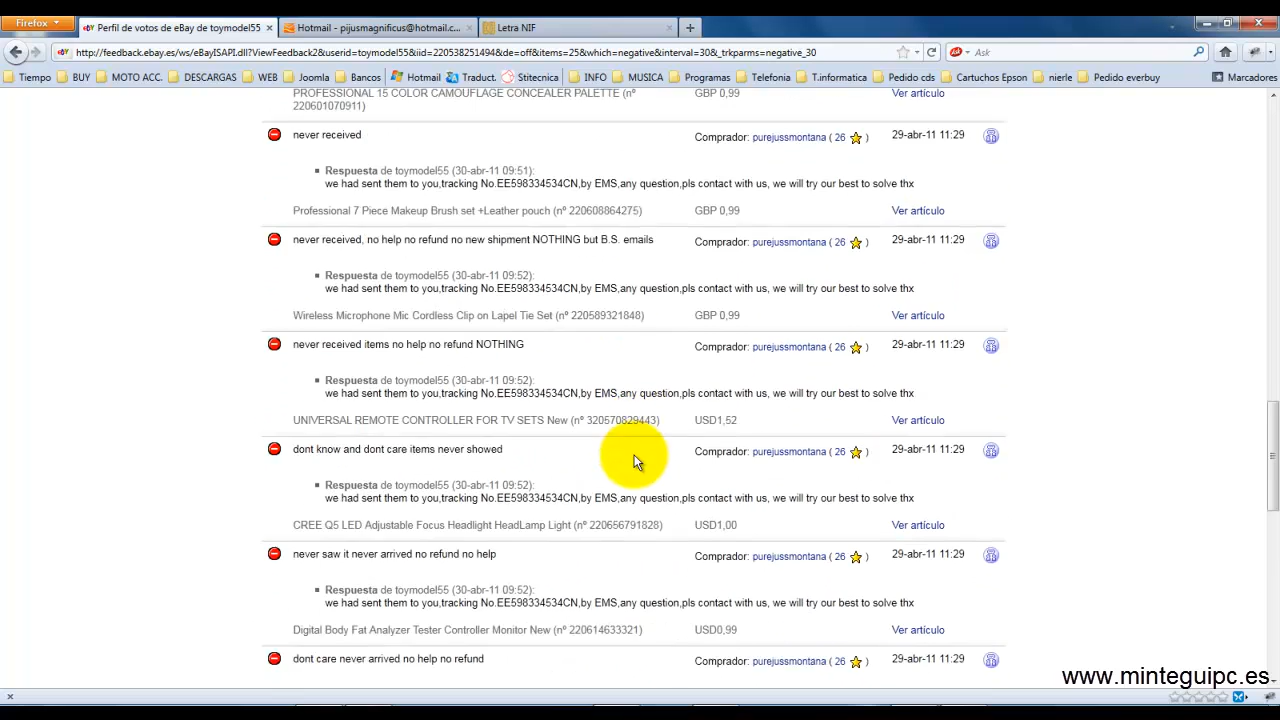 Firefox
Perfil de votos de eBay de toymodel55
Hotmail - pijusmagnificus@hotmail.c...
Letra NIF
http://feedback.ebay.es/ws/eBayISAPI.dll?ViewFeedback2&userid=toymodel55&iid=220538251494&de=off&items=25&which=negative&interval=30&_trkparms=negative_30
Ask
Tiempo BUY MOTO ACC. DESCARGAS WEB Joomla Bancos Hotmail Traduct. Stitecnica INFO MUSICA Programas Telefonia T.informatica Pedido cds Cartuchos Epson nierle Pedido everbuy Marcadores
PROFESSIONAL 15 COLOR CAMOUFLAGE CONCEALER PALETTE (nº GBP 0,99 Ver artículo
220601070911)
never received Comprador: purejussmontana ( 26 ) 29-abr-11 11:29
Respuesta de toymodel55 (30-abr-11 09:51):
we had sent them to you,tracking No.EE598334534CN,by EMS,any question,pls contact with us, we will try our best to solve thx
Professional 7 Piece Makeup Brush set +Leather pouch (nº 220608864275) GBP 0,99 Ver artículo
never received, no help no refund no new shipment NOTHING but B.S. emails Comprador: purejussmontana ( 26 ) 29-abr-11 11:29
Respuesta de toymodel55 (30-abr-11 09:52):
we had sent them to you,tracking No.EE598334534CN,by EMS,any question,pls contact with us, we will try our best to solve thx
Wireless Microphone Mic Cordless Clip on Lapel Tie Set (nº 220589321848) GBP 0,99 Ver artículo
never received items no help no refund NOTHING Comprador: purejussmontana ( 26 ) 29-abr-11 11:29
Respuesta de toymodel55 (30-abr-11 09:52):
we had sent them to you,tracking No.EE598334534CN,by EMS,any question,pls contact with us, we will try our best to solve thx
UNIVERSAL REMOTE CONTROLLER FOR TV SETS New (nº 320570829443) USD1,52 Ver artículo
dont know and dont care items never showed Comprador: purejussmontana ( 26 ) 29-abr-11 11:29
Respuesta de toymodel55 (30-abr-11 09:52):
we had sent them to you,tracking No.EE598334534CN,by EMS,any question,pls contact with us, we will try our best to solve thx
CREE Q5 LED Adjustable Focus Headlight HeadLamp Light (nº 220656791828) USD1,00 Ver artículo
never saw it never arrived no refund no help Comprador: purejussmontana ( 26 ) 29-abr-11 11:29
Respuesta de toymodel55 (30-abr-11 09:52):
we had sent them to you,tracking No.EE598334534CN,by EMS,any question,pls contact with us, we will try our best to solve thx
Digital Body Fat Analyzer Tester Controller Monitor New (nº 220614633321) USD0,99 Ver artículo
dont care never arrived no help no refund Comprador: purejussmontana ( 26 ) 29-abr-11 11:29
www.minteguipc.es